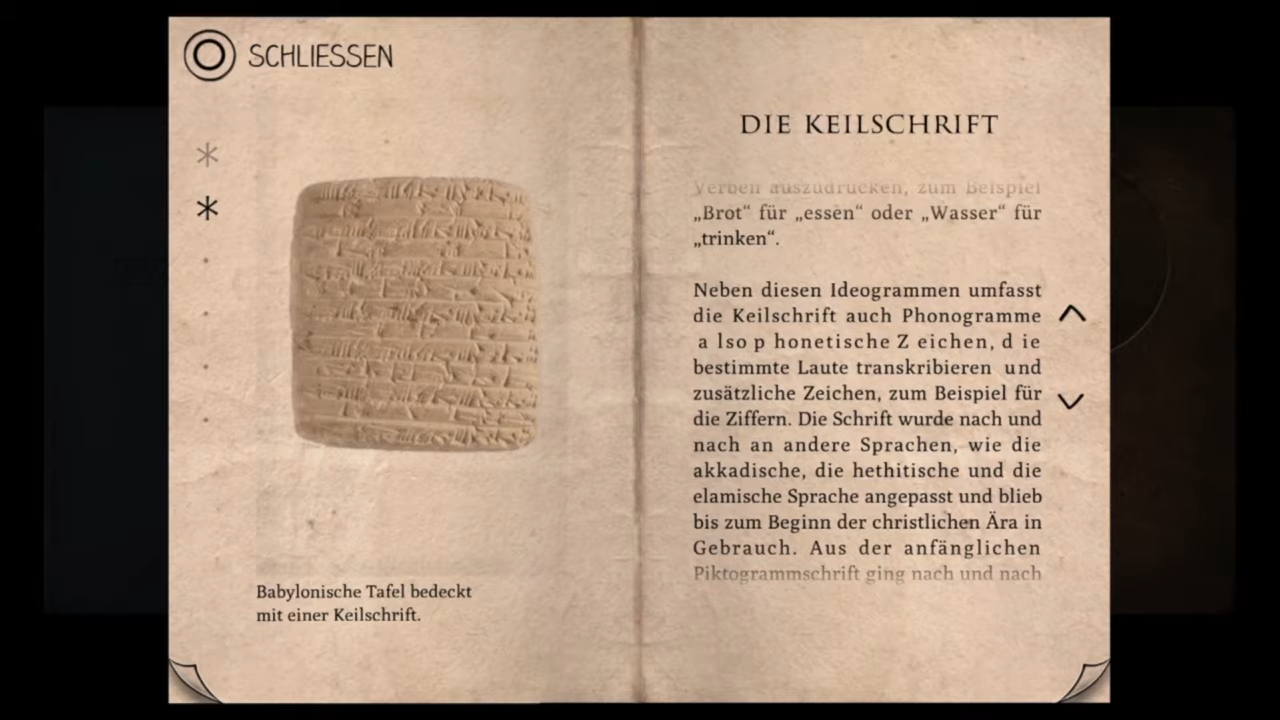 SCHLIESSEN
Babylonische Tafel bedeckt
mit einer Keilschrift.
DIE KEILSCHRIFT
Verben auszudrücken, zum Beispiel
„Brot“ für „essen“ oder „Wasser“ für
„trinken“.
Neben diesen Ideogrammen umfasst
die Keilschrift auch Phonogramme
a lso p honetische Z eichen, d ie
bestimmte Laute transkribieren und
zusätzliche Zeichen, zum Beispiel für
die Ziffern. Die Schrift wurde nach und
nach an andere Sprachen, wie die
akkadische, die hethitische und die
elamische Sprache angepasst und blieb
bis zum Beginn der christlichen Ära in
Gebrauch. Aus der anfänglichen
Piktogrammschrift ging nach und nach